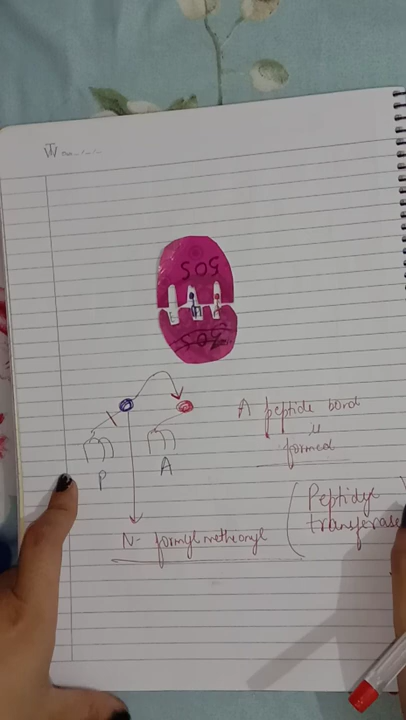 50S
30S
P
A
A peptide bond
is
formed
N- formylmethionyl
(Peptidyl
transferase